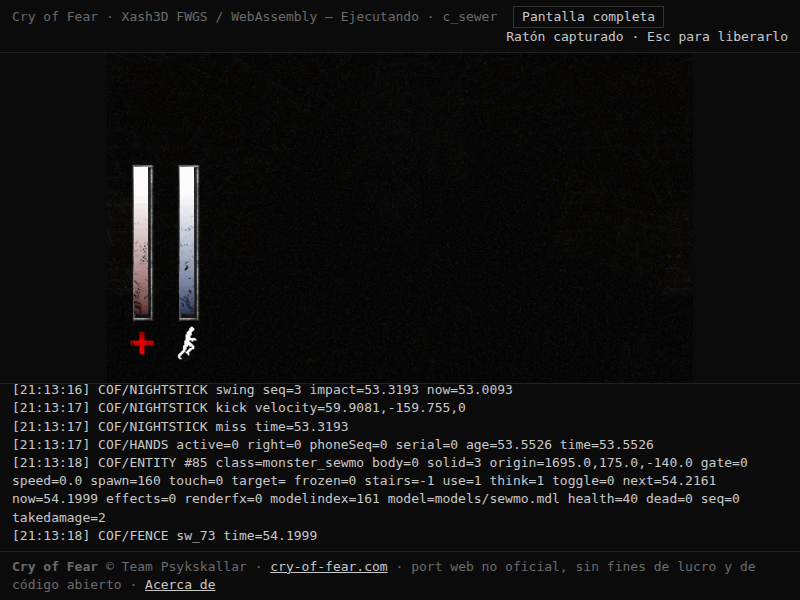 Cry of Fear · Xash3D FWGS / WebAssembly — Ejecutando · c_sewer Pantalla completa
Ratón capturado · Esc para liberarlo
[21:13:16] COF/NIGHTSTICK swing seq=3 impact=53.3193 now=53.0093
[21:13:17] COF/NIGHTSTICK kick velocity=59.9081,-159.755,0
[21:13:17] COF/NIGHTSTICK miss time=53.3193
[21:13:17] COF/HANDS active=0 right=0 phoneSeq=0 serial=0 age=53.5526 time=53.5526
[21:13:18] COF/ENTITY #85 class=monster_sewmo body=0 solid=3 origin=1695.0,175.0,-140.0 gate=0
speed=0.0 spawn=160 touch=0 target= frozen=0 stairs=-1 use=1 think=1 toggle=0 next=54.2161
now=54.1999 effects=0 renderfx=0 modelindex=161 model=models/sewmo.mdl health=40 dead=0 seq=0
takedamage=2
[21:13:18] COF/FENCE sw_73 time=54.1999
Cry of Fear © Team Psykskallar · cry-of-fear.com · port web no oficial, sin fines de lucro y de
código abierto · Acerca de